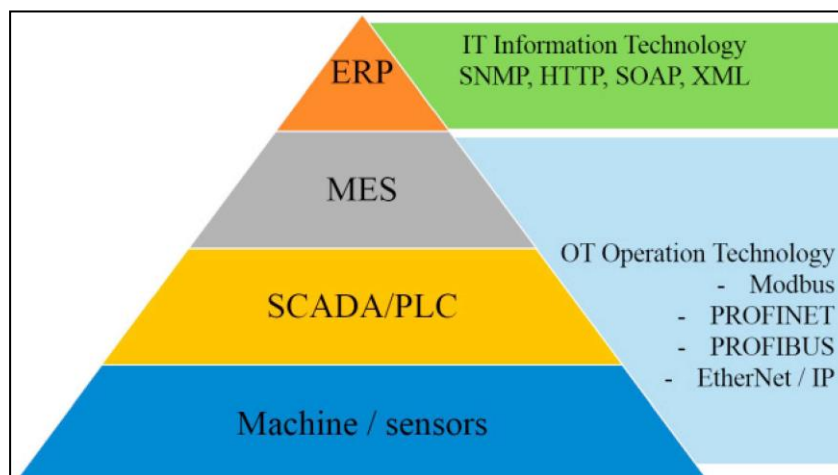 ERP
IT Information Technology
SNMP, HTTP, SOAP, XML
MES
SCADA/PLC
OT Operation Technology
- Modbus
- PROFINET
- PROFIBUS
- EtherNet / IP
Machine / sensors